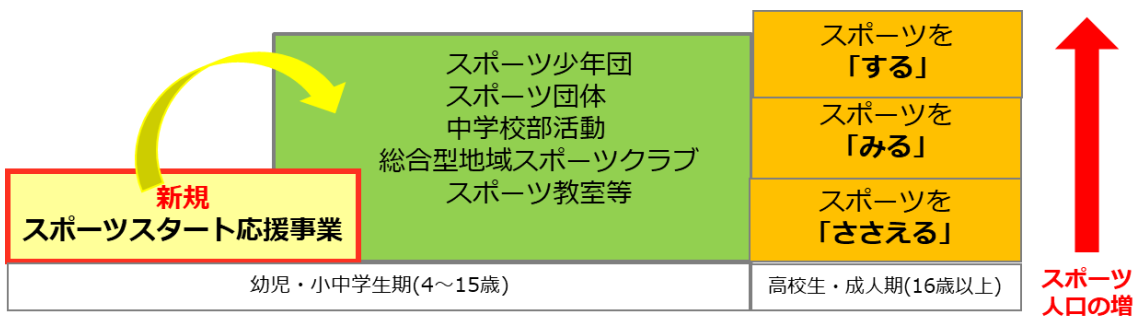 新規
スポーツスタート応援事業
スポーツ少年団
スポーツ団体
中学校部活動
総合型地域スポーツクラブ
スポーツ教室等
スポーツを
「する」
スポーツを
「みる」
スポーツを
「ささえる」
幼児・小中学生期(4～15歳)
高校生・成人期(16歳以上)
スポーツ
人口の増